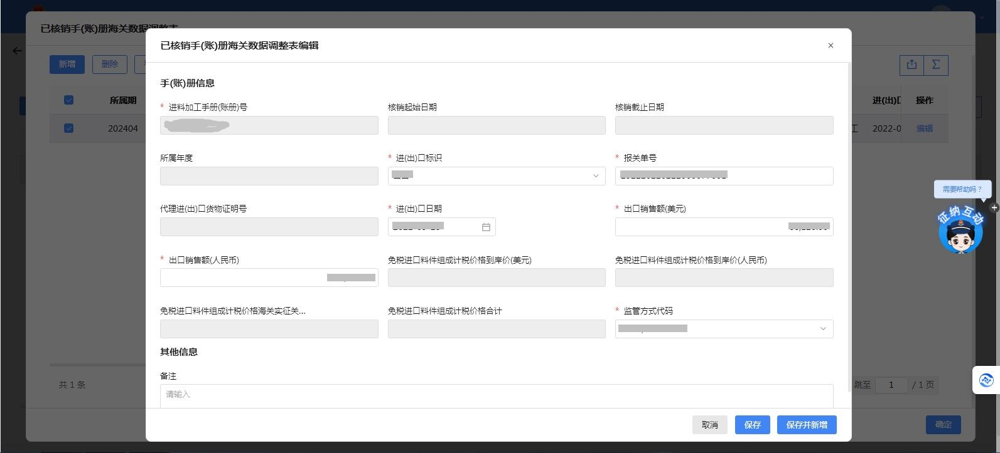 已核销手(账)册海关数据调整表
已核销手(账)册海关数据调整表编辑
新增
删除
所属期
进(出)口
操作
202404
工
2022-0
编辑
手(账)册信息
* 进料加工手册(账册)号
核销起始日期
核销截止日期
所属年度
* 进(出)口标识
* 报关单号
代理进(出)口货物证明号
* 进(出)口日期
* 出口销售额(美元)
* 出口销售额(人民币)
免税进口料件组成计税价格到岸价(美元)
免税进口料件组成计税价格到岸价(人民币)
免税进口料件组成计税价格海关实征关...
免税进口料件组成计税价格合计
* 监管方式代码
其他信息
备注
请输入
共 1 条
跳至 1 / 1 页
取消
保存
保存并新增
确定
需要帮助吗？
征纳互动